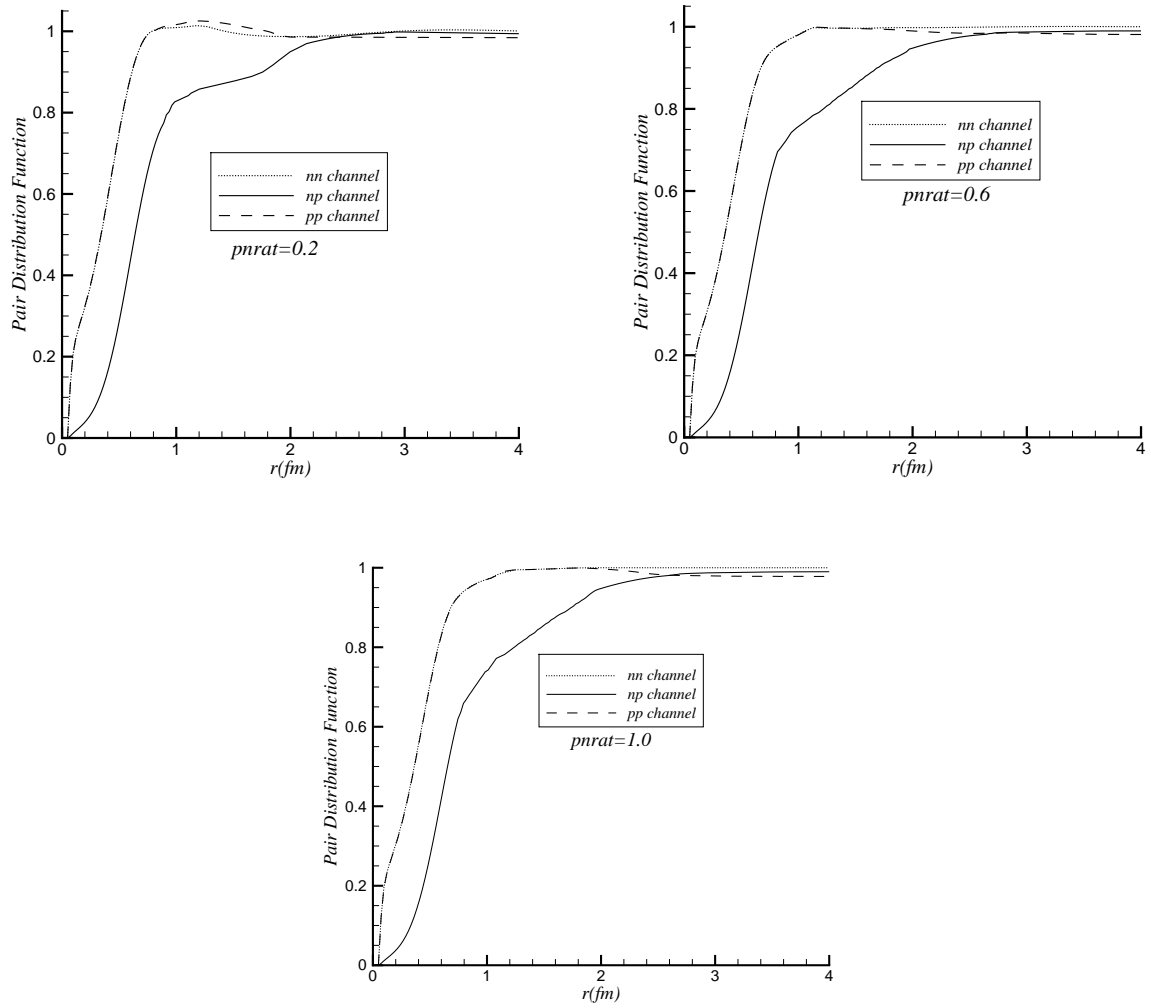 Pair Distribution Function
1
0.8
0.6
0.4
0.2
0
0
1
2
3
4
r(fm)
nn channel
np channel
pp channel
pnrat=0.2
Pair Distribution Function
1
0.8
0.6
0.4
0.2
0
0
1
2
3
4
r(fm)
nn channel
np channel
pp channel
pnrat=0.6
Pair Distribution Function
1
0.8
0.6
0.4
0.2
0
0
1
2
3
4
r(fm)
nn channel
np channel
pp channel
pnrat=1.0